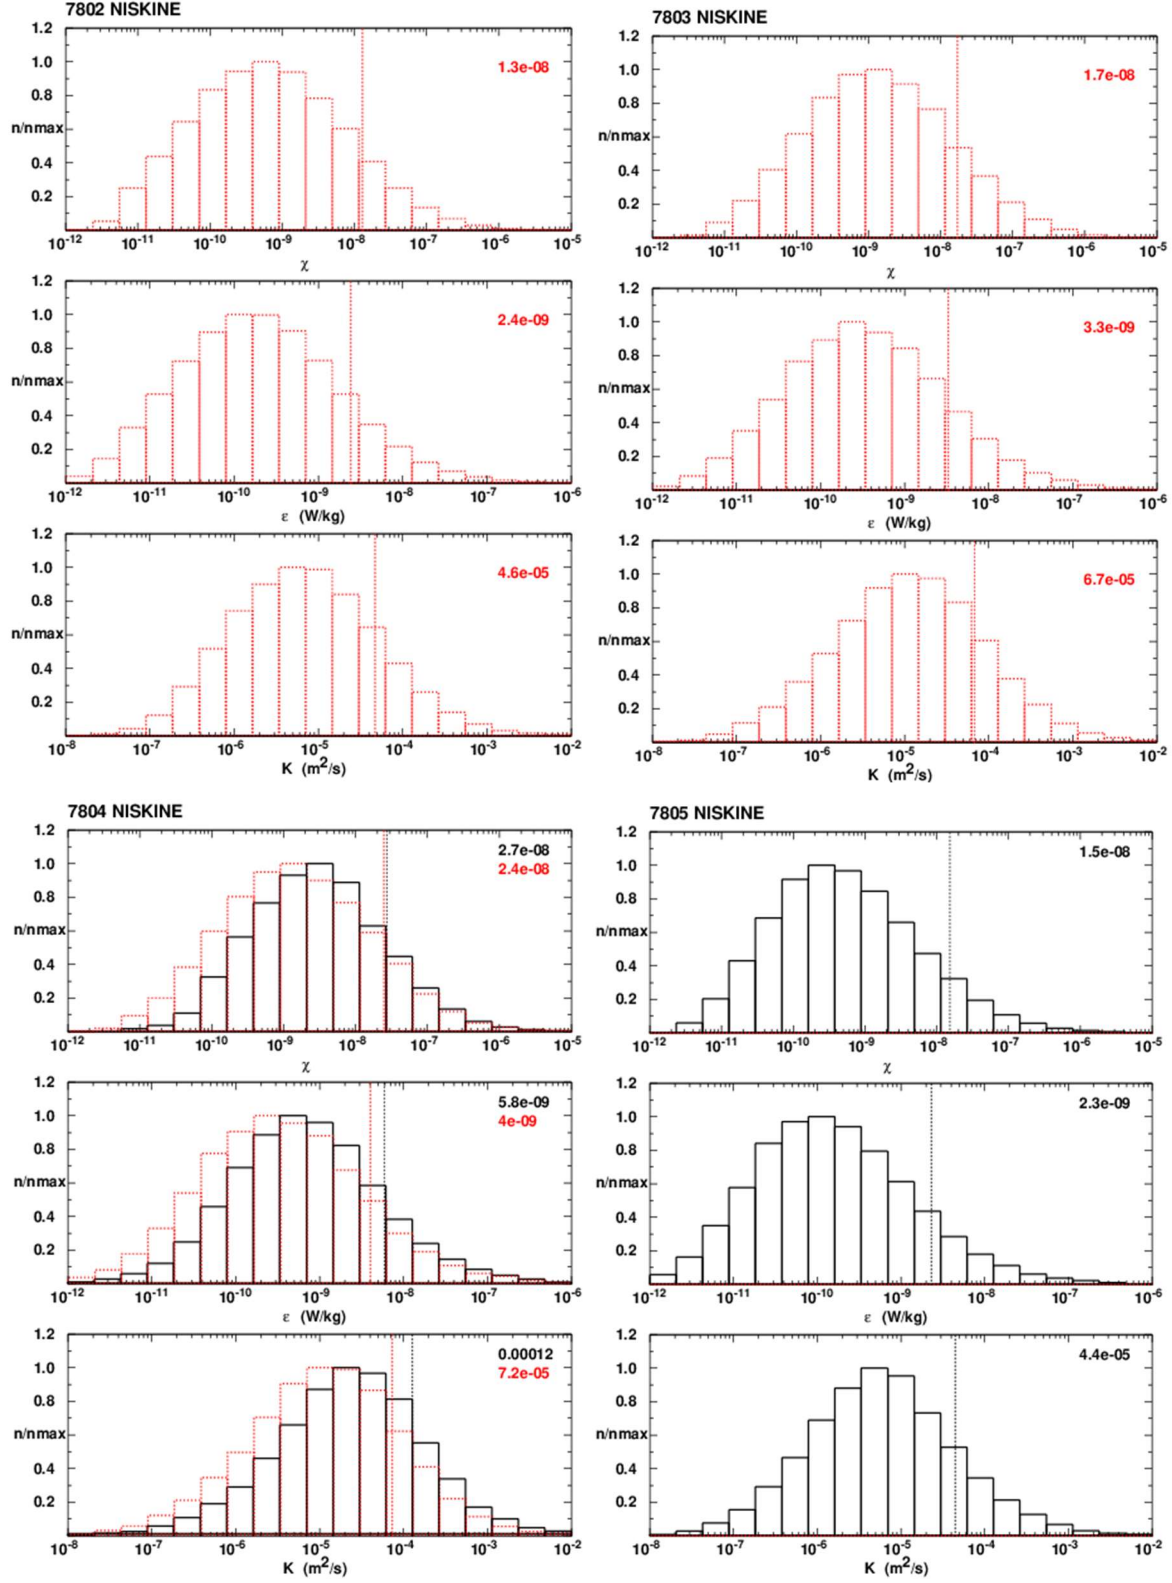 7802 NISKINE
1.2
1.0
0.8
n/nmax
0.4
0.2
1.3e-08
10-12 10-11 10-10 10-9 10-8 10-7 10-6 10-5
χ
1.2
1.0
0.8
n/nmax
0.4
0.2
2.4e-09
10-12 10-11 10-10 10-9 10-8 10-7 10-6
ε (W/kg)
1.2
1.0
0.8
n/nmax
0.4
0.2
4.6e-05
10-8 10-7 10-6 10-5 10-4 10-3 10-2
K (m2/s)
7803 NISKINE
1.2
1.0
0.8
n/nmax
0.4
0.2
1.7e-08
10-12 10-11 10-10 10-9 10-8 10-7 10-6 10-5
χ
1.2
1.0
0.8
n/nmax
0.4
0.2
3.3e-09
10-12 10-11 10-10 10-9 10-8 10-7 10-6
ε (W/kg)
1.2
1.0
0.8
n/nmax
0.4
0.2
6.7e-05
10-8 10-7 10-6 10-5 10-4 10-3 10-2
K (m2/s)
7804 NISKINE
1.2
1.0
0.8
n/nmax
0.4
0.2
2.7e-08
2.4e-08
10-12 10-11 10-10 10-9 10-8 10-7 10-6 10-5
χ
1.2
1.0
0.8
n/nmax
0.4
0.2
5.8e-09
4e-09
10-12 10-11 10-10 10-9 10-8 10-7 10-6
ε (W/kg)
1.2
1.0
0.8
n/nmax
0.4
0.2
0.00012
7.2e-05
10-8 10-7 10-6 10-5 10-4 10-3 10-2
K (m2/s)
7805 NISKINE
1.2
1.0
0.8
n/nmax
0.4
0.2
1.5e-08
10-12 10-11 10-10 10-9 10-8 10-7 10-6 10-5
χ
1.2
1.0
0.8
n/nmax
0.4
0.2
2.3e-09
10-12 10-11 10-10 10-9 10-8 10-7 10-6
ε (W/kg)
1.2
1.0
0.8
n/nmax
0.4
0.2
4.4e-05
10-8 10-7 10-6 10-5 10-4 10-3 10-2
K (m2/s)